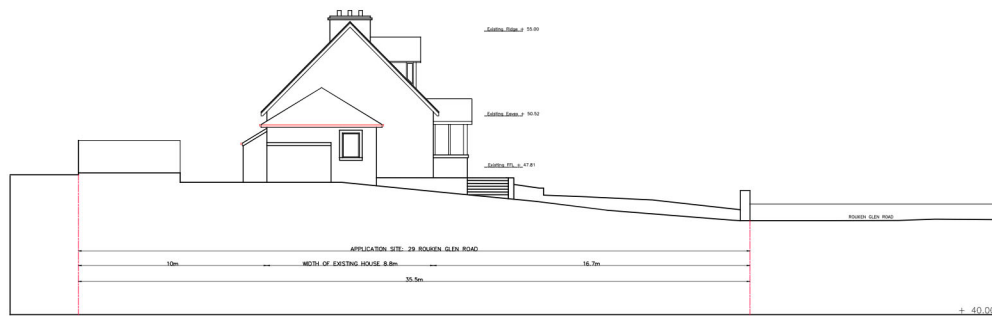 Existing Ridge + 55.00
Existing Eaves + 50.52
Existing FFL + 47.81
ROUKEN GLEN ROAD
APPLICATION SITE: 29 ROUKEN GLEN ROAD
10m WIDTH OF EXISTING HOUSE 8.8m 16.7m
35.5m
+ 40.00